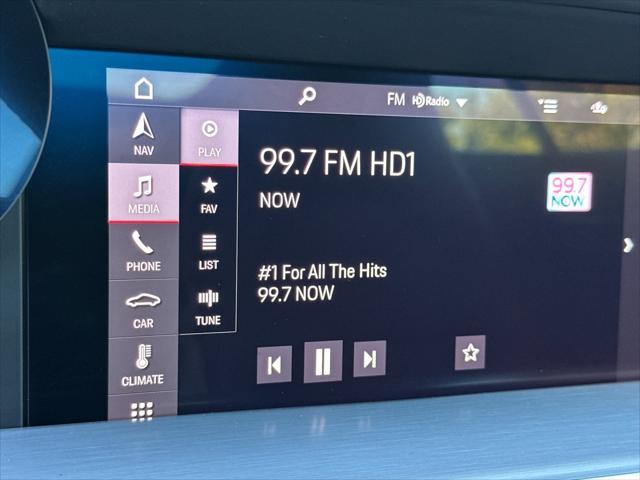 FM HD Radio
NAV
PLAY
99.7 FM HD1
MEDIA
FAV
NOW
99.7
NOW
PHONE
LIST
#1 For All The Hits
99.7 NOW
CAR
TUNE
CLIMATE